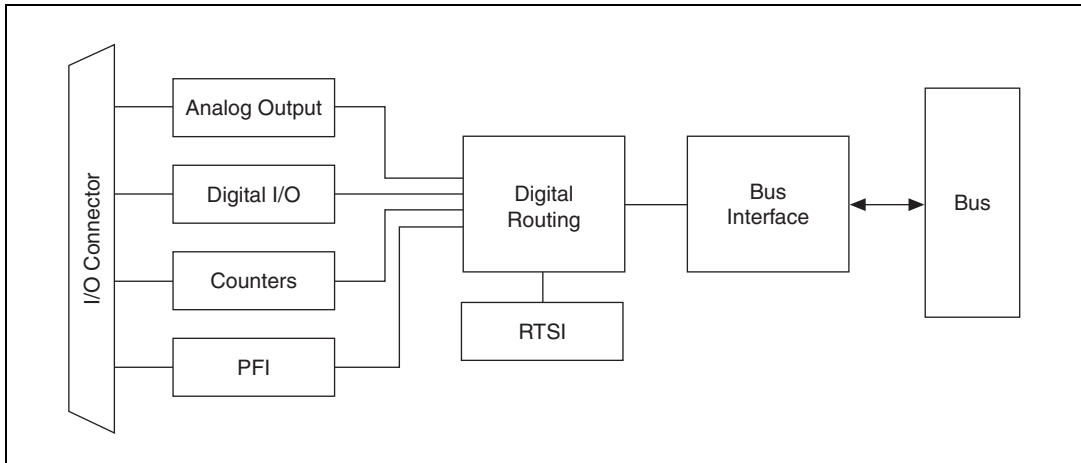 I/O Connector
Analog Output
Digital I/O
Counters
PFI
Digital
Routing
RTSI
Bus
Interface
Bus